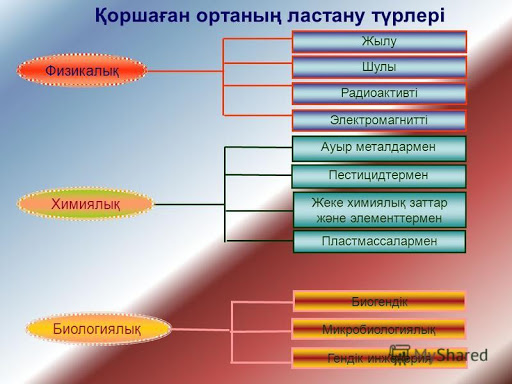 Қоршаған ортаның ластану түрлері
Физикалық
Жылу
Шулы
Радиоактивті
Электромагнитті
Химиялық
Ауыр металдармен
Пестицидтермен
Жеке химиялық заттар
және элементтермен
Пластмассалармен
Биологиялық
Биогендік
Микробиологиялық
Гендік инженерия
MyShared